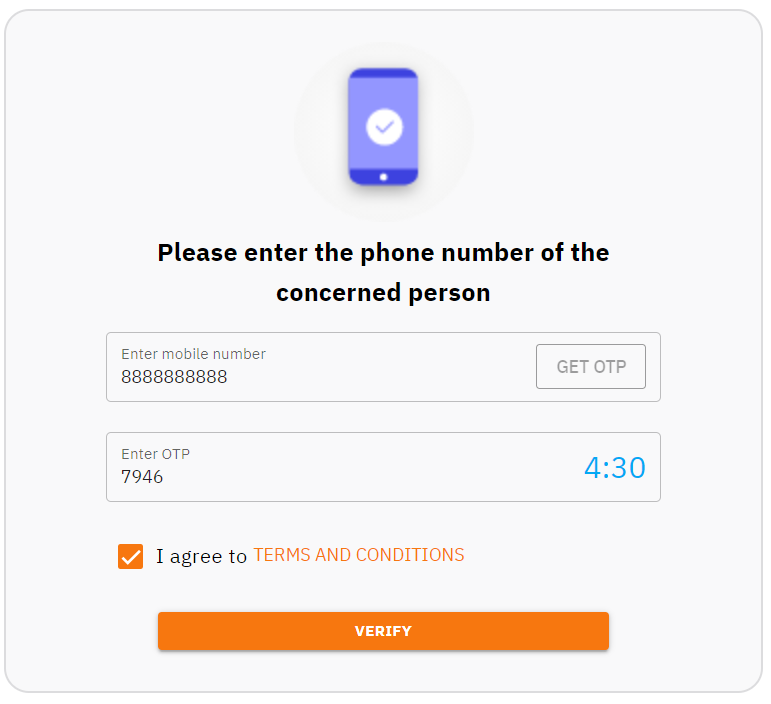 Please enter the phone number of the
concerned person
Enter mobile number
8888888888
GET OTP
Enter OTP
7946
4:30
I agree to TERMS AND CONDITIONS
VERIFY